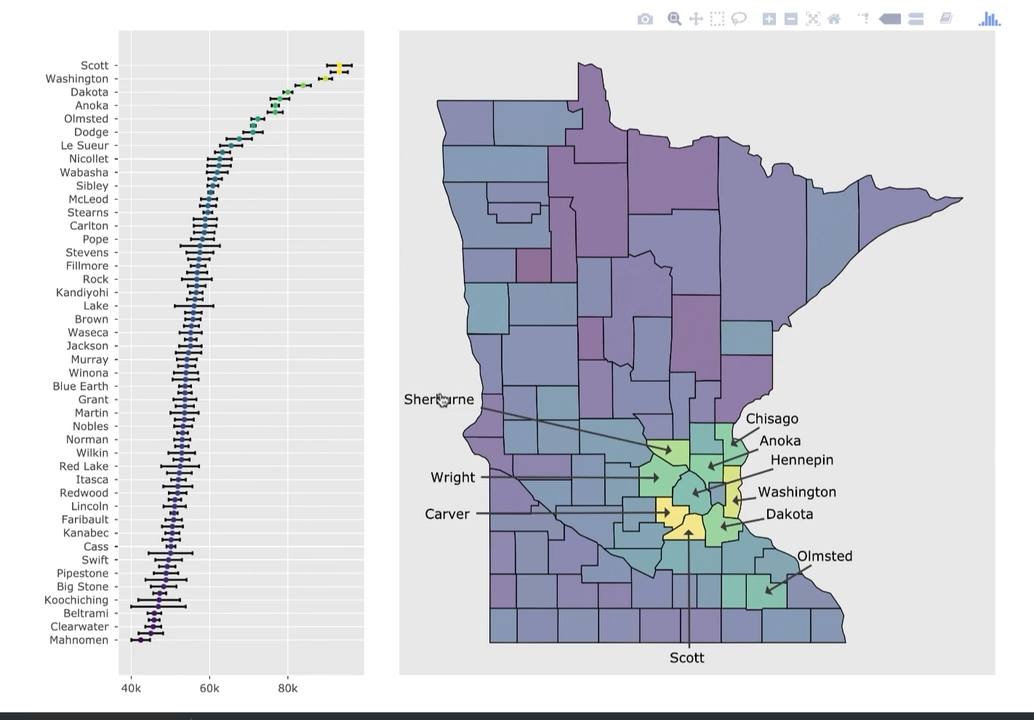 Scott
Washington
Dakota
Anoka
Olmsted
Dodge
Le Sueur
Nicollet
Wabasha
Sibley
McLeod
Stearns
Carlton
Pope
Stevens
Fillmore
Rock
Kandiyohi
Lake
Brown
Waseca
Jackson
Murray
Winona
Blue Earth
Grant
Martin
Nobles
Norman
Wilkin
Red Lake
Itasca
Redwood
Lincoln
Faribault
Kanabec
Cass
Swift
Pipestone
Big Stone
Koochiching
Beltrami
Clearwater
Mahnomen
40k 60k 80k
Sherburne
Chisago
Anoka
Hennepin
Wright
Washington
Carver
Dakota
Olmsted
Scott